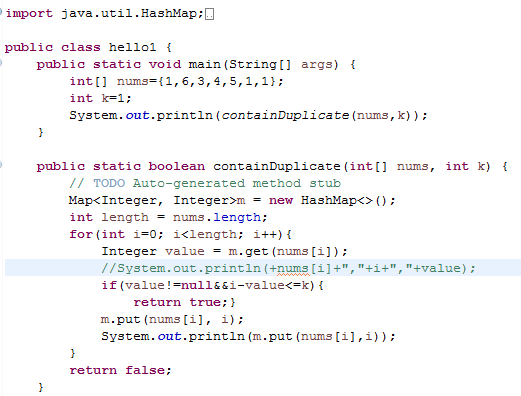 import java.util.HashMap;
public class hello1 {
public static void main(String[] args) {
int[] nums={1,6,3,4,5,1,1};
int k=1;
System.out.println(containDuplicate(nums,k));
}
public static boolean containDuplicate(int[] nums, int k) {
// TODO Auto-generated method stub
Map<Integer, Integer>m = new HashMap<>();
int length = nums.length;
for(int i=0; i<length; i++){
Integer value = m.get(nums[i]);
//System.out.println(+nums[i]+","+i+","+value);
if(value!=null&&i-value<=k){
return true;}
m.put(nums[i], i);
System.out.println(m.put(nums[i],i));
}
return false;
}